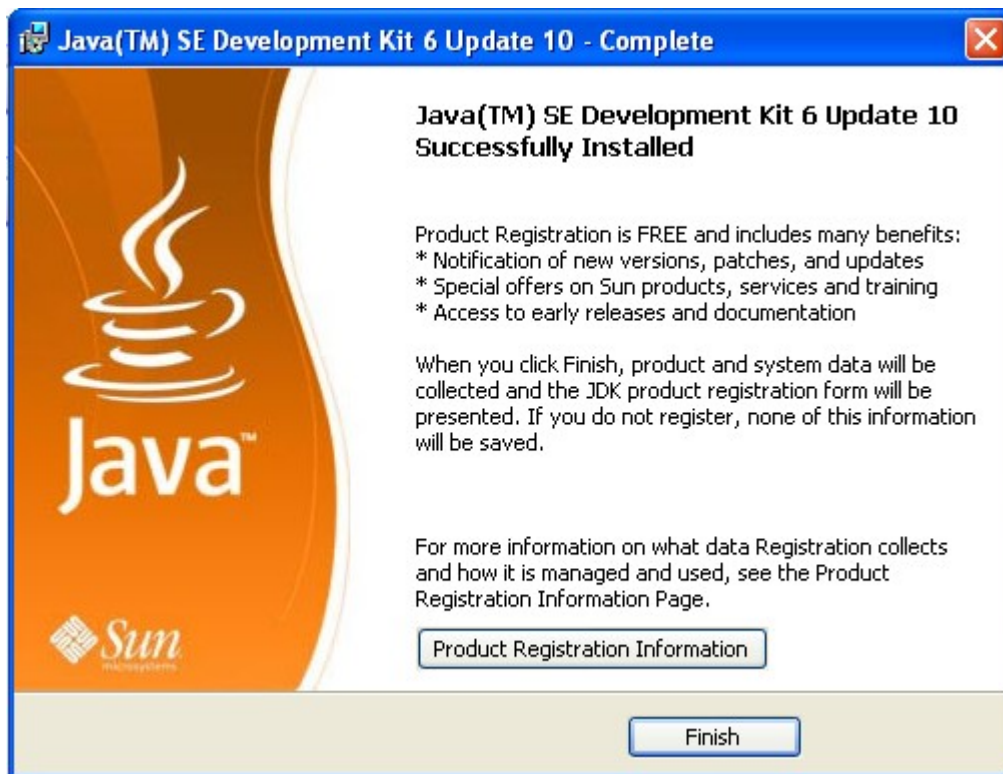 Java(TM) SE Development Kit 6 Update 10 - Complete
Java(TM) SE Development Kit 6 Update 10
Successfully Installed
Product Registration is FREE and includes many benefits:
* Notification of new versions, patches, and updates
* Special offers on Sun products, services and training
* Access to early releases and documentation
When you click Finish, product and system data will be
collected and the JDK product registration form will be
presented. If you do not register, none of this information
will be saved.
Java™
For more information on what data Registration collects
and how it is managed and used, see the Product
Registration Information Page.
Sun
microsystems
Product Registration Information
Finish